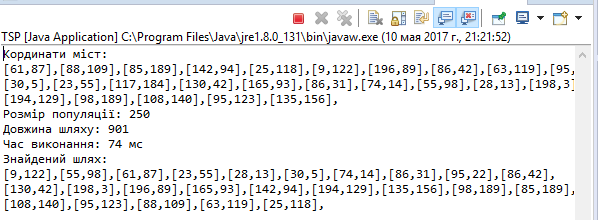 TSP [Java Application] C:\Program Files\Java\jre1.8.0_131\bin\javaw.exe (10 мая 2017 г., 21:21:52)
Координати міст:
[61,87],[88,109],[85,189],[142,94],[25,118],[9,122],[196,89],[86,42],[63,119],[95,
[30,5],[23,55],[117,184],[130,42],[165,93],[86,31],[74,14],[55,98],[28,13],[198,3]
[194,129],[98,189],[108,140],[95,123],[135,156],
Розмір популяції: 250
Довжина шляху: 901
Час виконання: 74 мс
Знайдений шлях:
[9,122],[55,98],[61,87],[23,55],[28,13],[30,5],[74,14],[86,31],[95,22],[86,42],
[130,42],[198,3],[196,89],[165,93],[142,94],[194,129],[135,156],[98,189],[85,189],
[108,140],[95,123],[88,109],[63,119],[25,118],